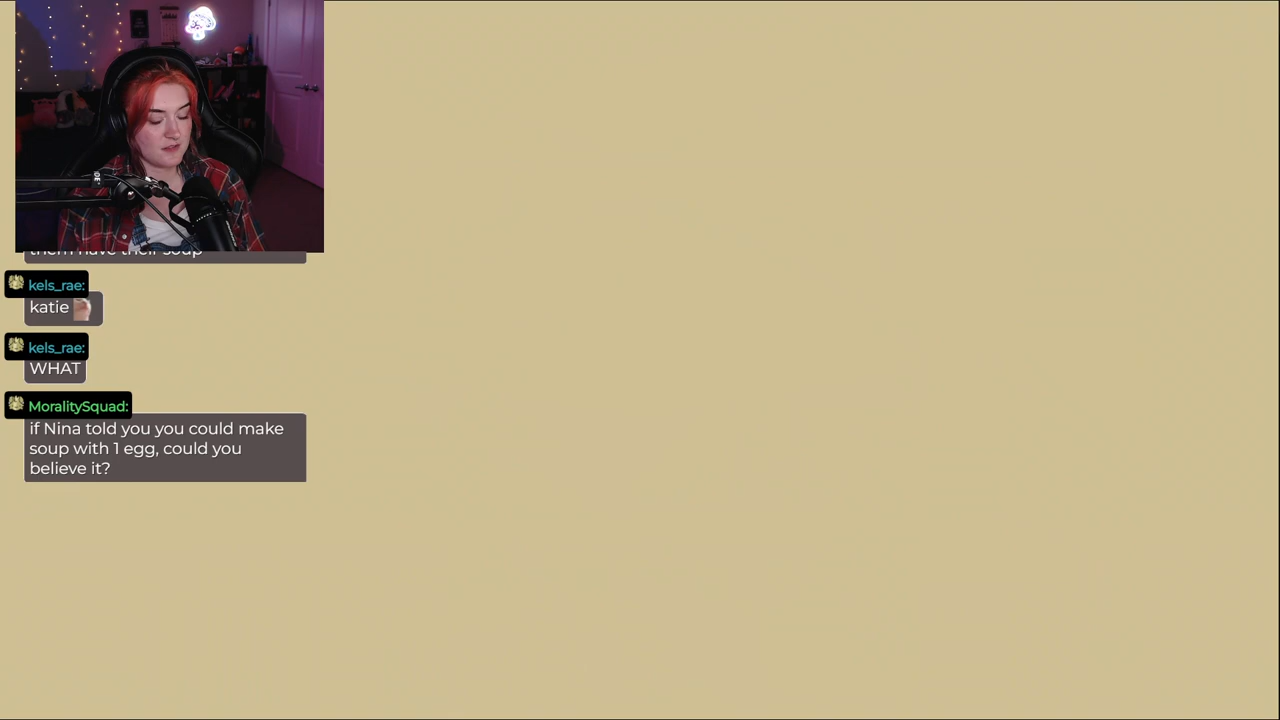 them have their soup
kels_rae:
katie
kels_rae:
WHAT
MoralitySquad:
if Nina told you you could make
soup with 1 egg, could you
believe it?